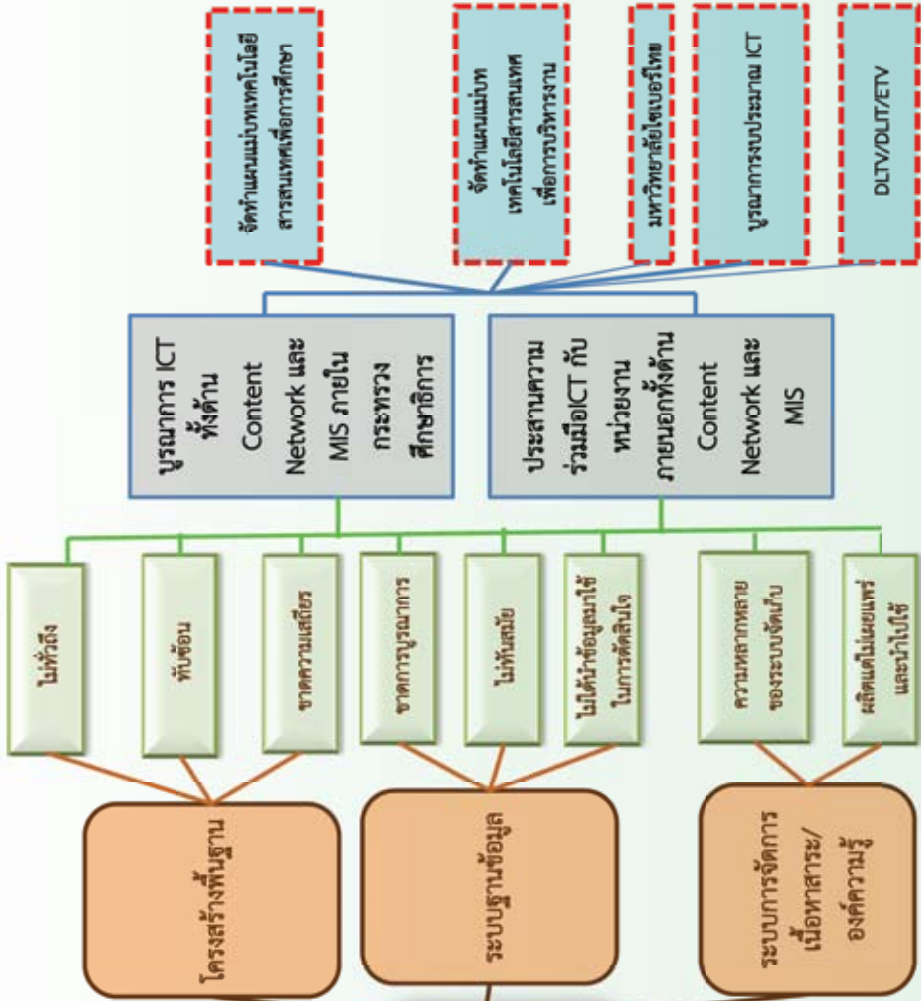 โครงสร้างพื้นฐาน
ระบบฐานข้อมูล
ระบบการจัดการ
เนื้อหาสาระ/
องค์ความรู้
ไม่ทั่วถึง
ทับซ้อน
ขาดความเสถียร
ขาดการบูรณาการ
ไม่ทันสมัย
ไม่ได้นำข้อมูลมาใช้
ในการตัดสินใจ
ความหลากหลาย
ของระบบจัดเก็บ
ผลิตแต่ไม่เผยแพร่
และนำไปใช้
บูรณาการ ICT
ทั้งด้าน
Content
Network และ
MIS ภายใน
กระทรวง
ศึกษาธิการ
ประสานความ
ร่วมมือICT กับ
หน่วยงาน
ภายนอกทั้งด้าน
Content
Network และ
MIS
จัดทำแผนแม่บทเทคโนโลยี
สารสนเทศเพื่อการศึกษา
จัดทำแผนแม่บท
เทคโนโลยีสารสนเทศ
เพื่อการบริหารงาน
มหาวิทยาลัยไซเบอร์ไทย
บูรณาการงบประมาณ ICT
DLTV/DLIT/ETV